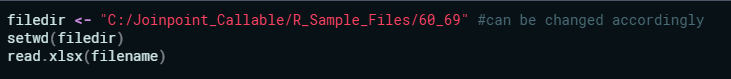 filedir <- "C:/Joinpoint_Callable/R_Sample_Files/60_69" #can be changed accordingly
setwd(filedir)
read.xlsx(filename)